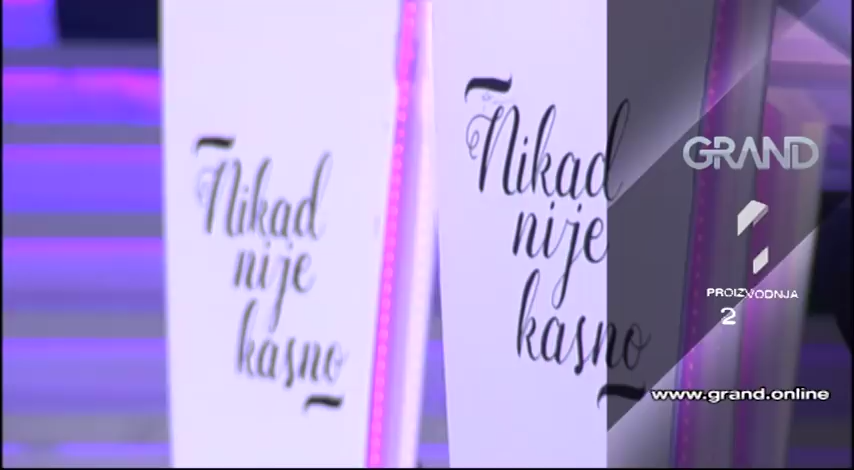 Nikad
nije
kasno
Nikad
nije
kasno
GRAND
PROIZVODNJA
2
www.grand.online